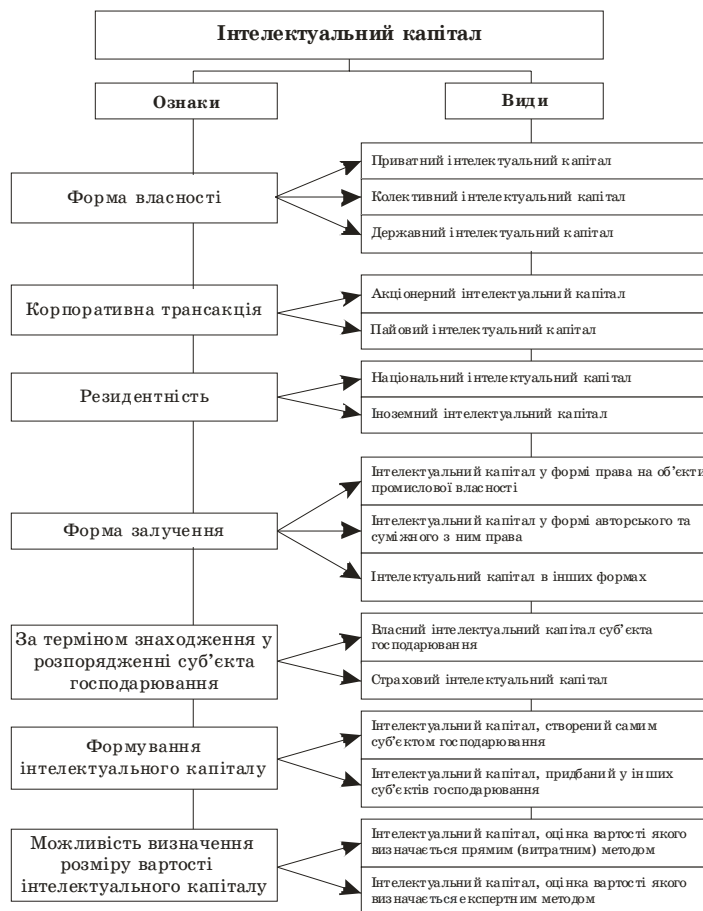 Інтелектуальний капітал
Ознаки
Види
Форма власності
Приватний інтелектуальний капітал
Колективний інтелектуальний капітал
Державний інтелектуальний капітал
Корпоративна трансакція
Акціонерний інтелектуальний капітал
Пайовий інтелектуальний капітал
Резидентність
Національний інтелектуальний капітал
Іноземний інтелектуальний капітал
Форма залучення
Інтелектуальний капітал у формі права на об’єкти
промислової власності
Інтелектуальний капітал у формі авторського та
суміжного з ним права
Інтелектуальний капітал в інших формах
За терміном знаходження у
розпорядженні суб’єкта
господарювання
Власний інтелектуальний капітал суб’єкта
господарювання
Страховий інтелектуальний капітал
Формування
інтелектуального капіталу
Інтелектуальний капітал, створений самим
суб’єктом господарювання
Інтелектуальний капітал, придбаний у інших
суб’єктів господарювання
Можливість визначення
розміру вартості
інтелектуального капіталу
Інтелектуальний капітал, оцінка вартості якого
визначається прямим (витратним) методом
Інтелектуальний капітал, оцінка вартості якого
визначається експертним методом